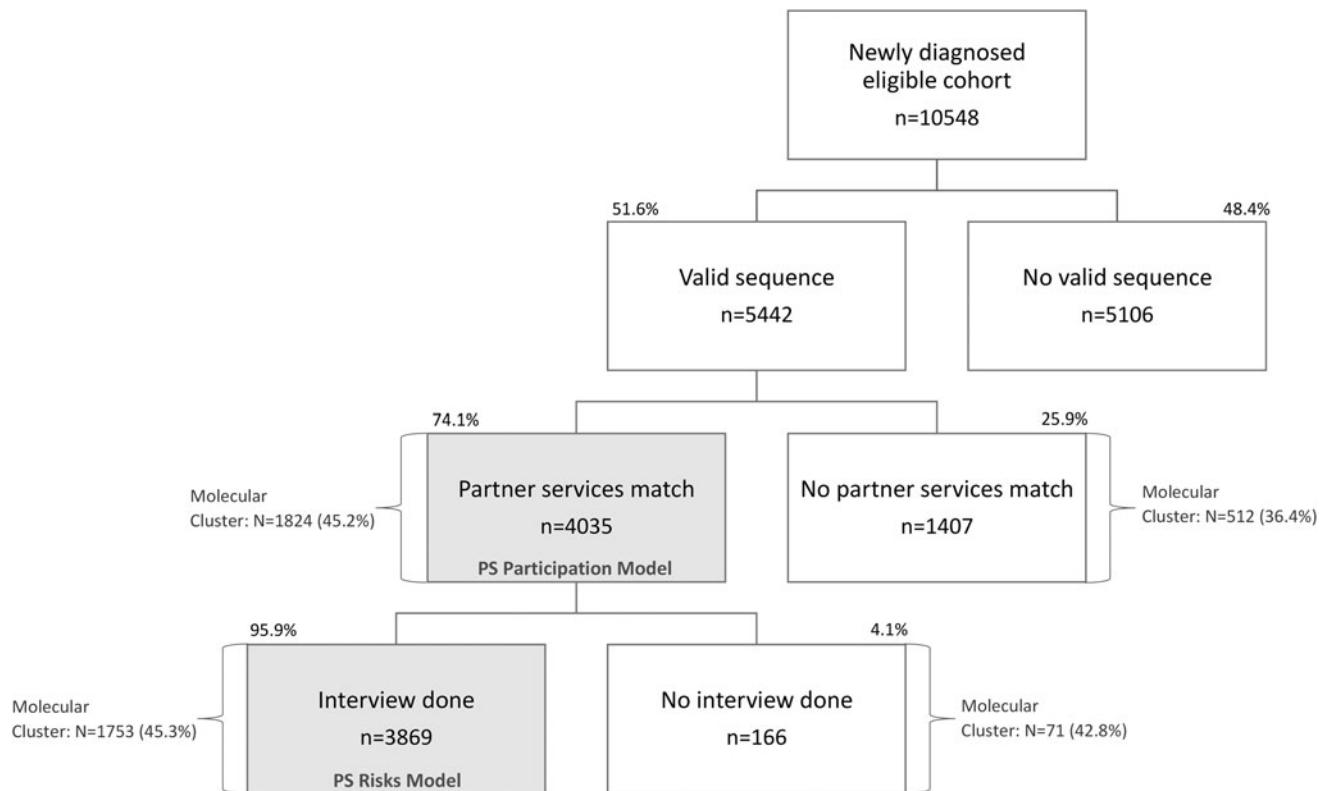 Newly diagnosed
eligible cohort
n=10548
51.6%
48.4%
Valid sequence
n=5442
No valid sequence
n=5106
74.1%
25.9%
Molecular
Cluster: N=1824 (45.2%)
Partner services match
n=4035
PS Participation Model
No partner services match
n=1407
Molecular
Cluster: N=512 (36.4%)
95.9%
4.1%
Molecular
Cluster: N=1753 (45.3%)
Interview done
n=3869
PS Risks Model
No interview done
n=166
Molecular
Cluster: N=71 (42.8%)